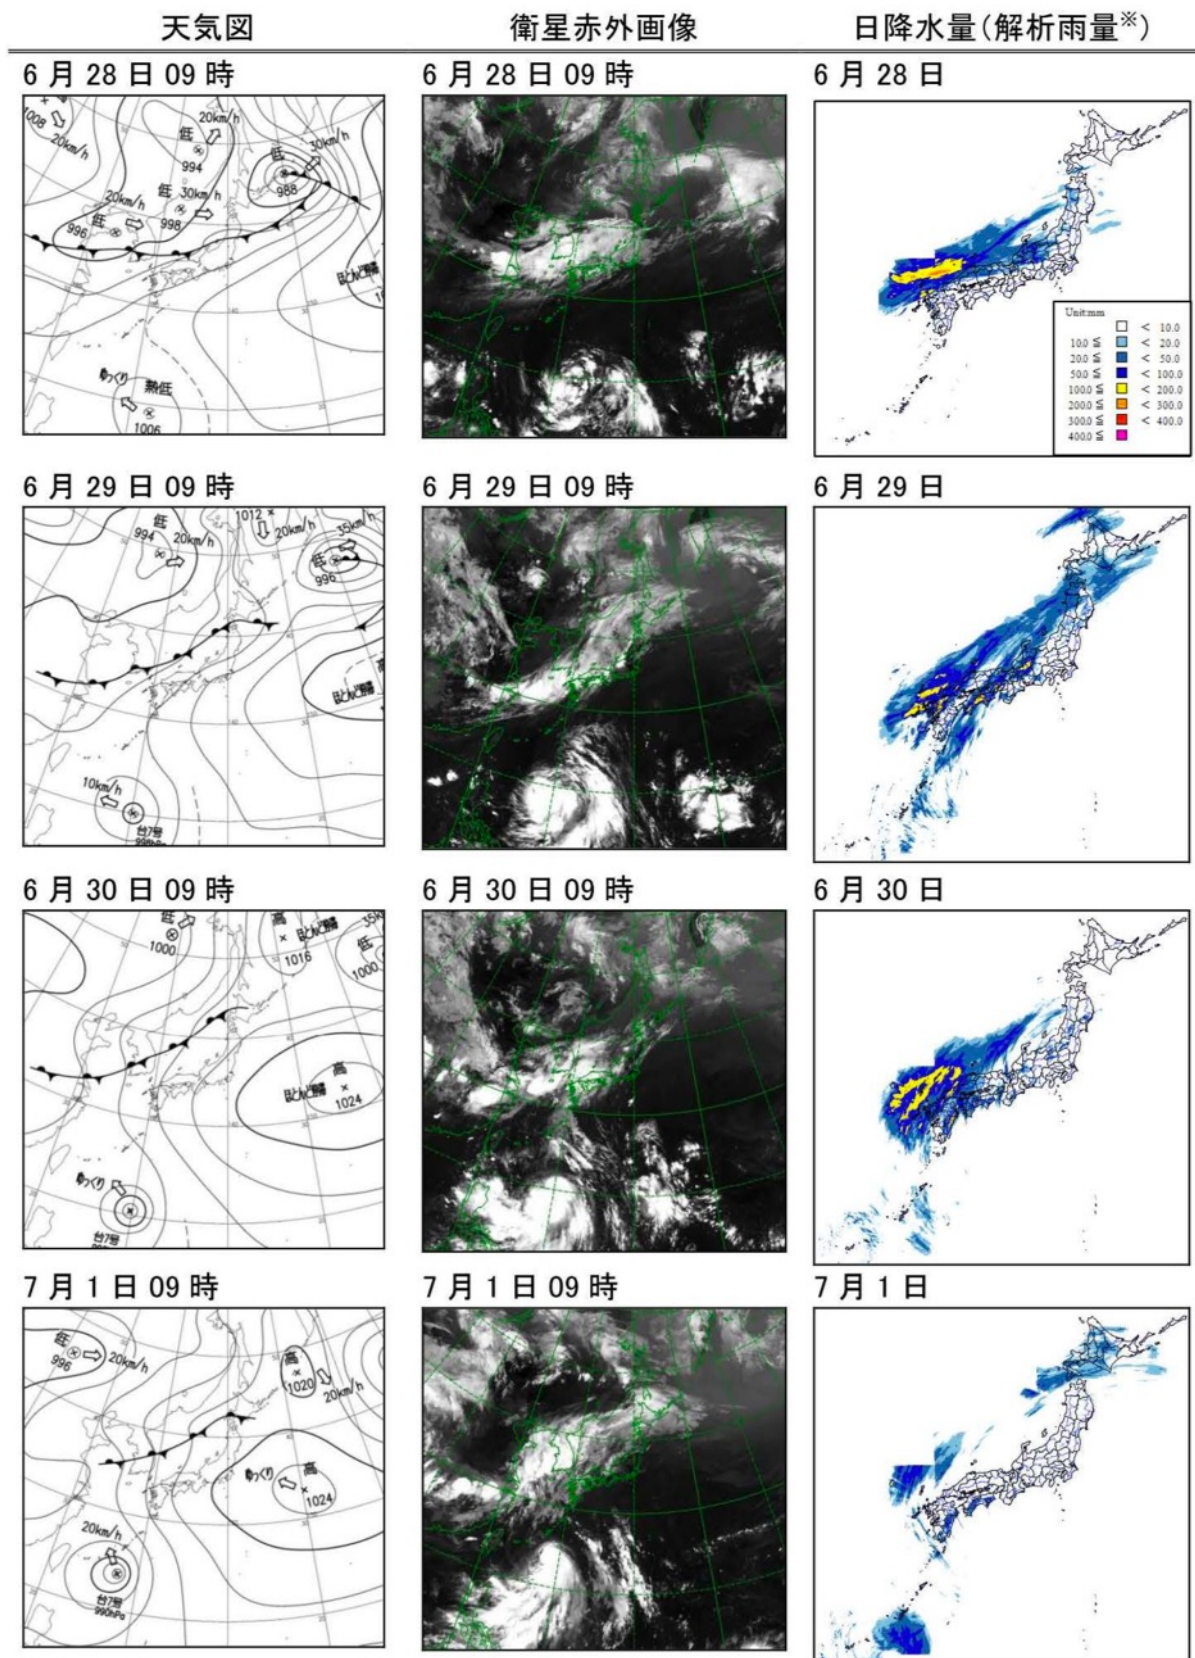 天気図 衛星赤外画像 日降水量(解析雨量※)
6月28日09時 6月28日09時 6月28日
1008
20km/h
20km/h
低
994
低
30km/h
988
20km/h
低 30km/h
低
996
998
ゆっくり 熱低
1006
Unit:mm
< 10.0
10.0 ≦ < 20.0
20.0 ≦ < 50.0
50.0 ≦ < 100.0
100.0 ≦ < 200.0
200.0 ≦ < 300.0
300.0 ≦ < 400.0
400.0 ≦
6月29日09時 6月29日09時 6月29日
低
994
20km/h
1012
20km/h
35km/h
低
996
高
10km/h
台7号
998hPa
6月30日09時 6月30日09時 6月30日
低
1000
高
ほとんど停滞
1016
低
1000
高
ほとんど停滞
1024
ゆっくり
台7号
7月1日09時 7月1日09時 7月1日
低
996
20km/h
高
1020
20km/h
ゆっくり
高
1024
20km/h
台7号
990hPa